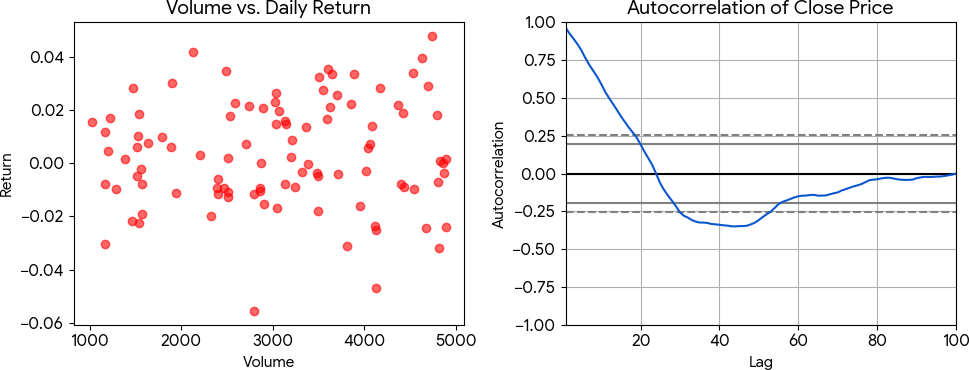 Volume vs. Daily Return
0.04
0.02
0.00
−0.02
−0.04
−0.06
Return
1000 2000 3000 4000 5000
Volume
Autocorrelation of Close Price
1.00
0.75
0.50
0.25
0.00
−0.25
−0.50
−0.75
−1.00
Autocorrelation
20 40 60 80 100
Lag